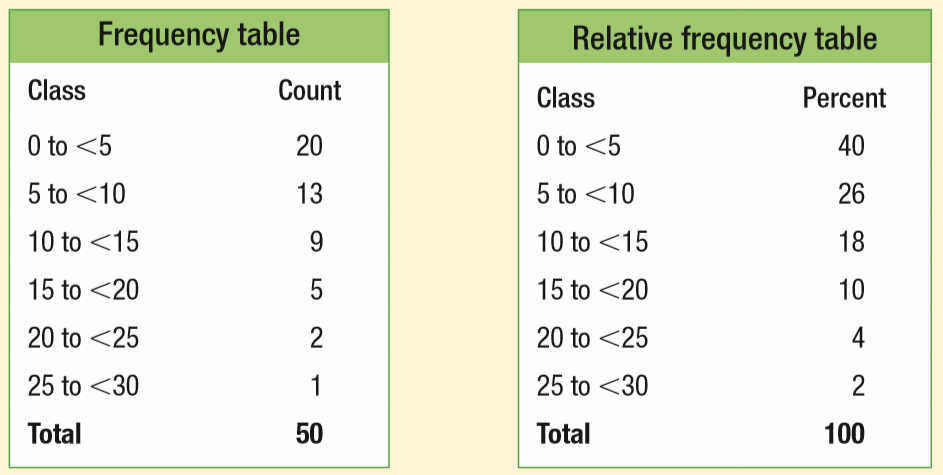 Frequency table
Class Count
0 to <5 20
5 to <10 13
10 to <15 9
15 to <20 5
20 to <25 2
25 to <30 1
Total 50
Relative frequency table
Class Percent
0 to <5 40
5 to <10 26
10 to <15 18
15 to <20 10
20 to <25 4
25 to <30 2
Total 100